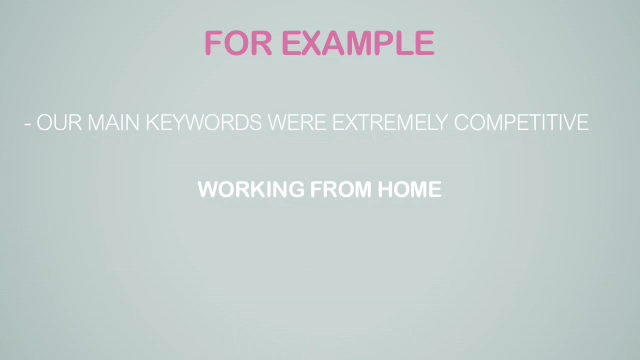 FOR EXAMPLE
- OUR MAIN KEYWORDS WERE EXTREMELY COMPETITIVE
WORKING FROM HOME